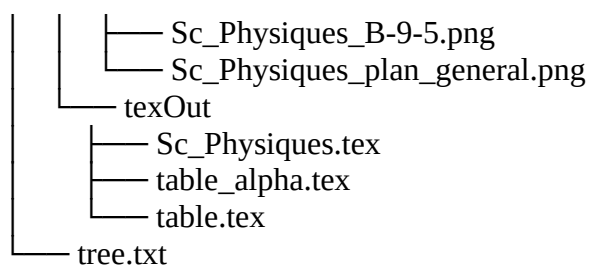 Sc_Physiques_B-9-5.png
Sc_Physiques_plan_general.png
texOut
Sc_Physiques.tex
table_alpha.tex
table.tex
tree.txt